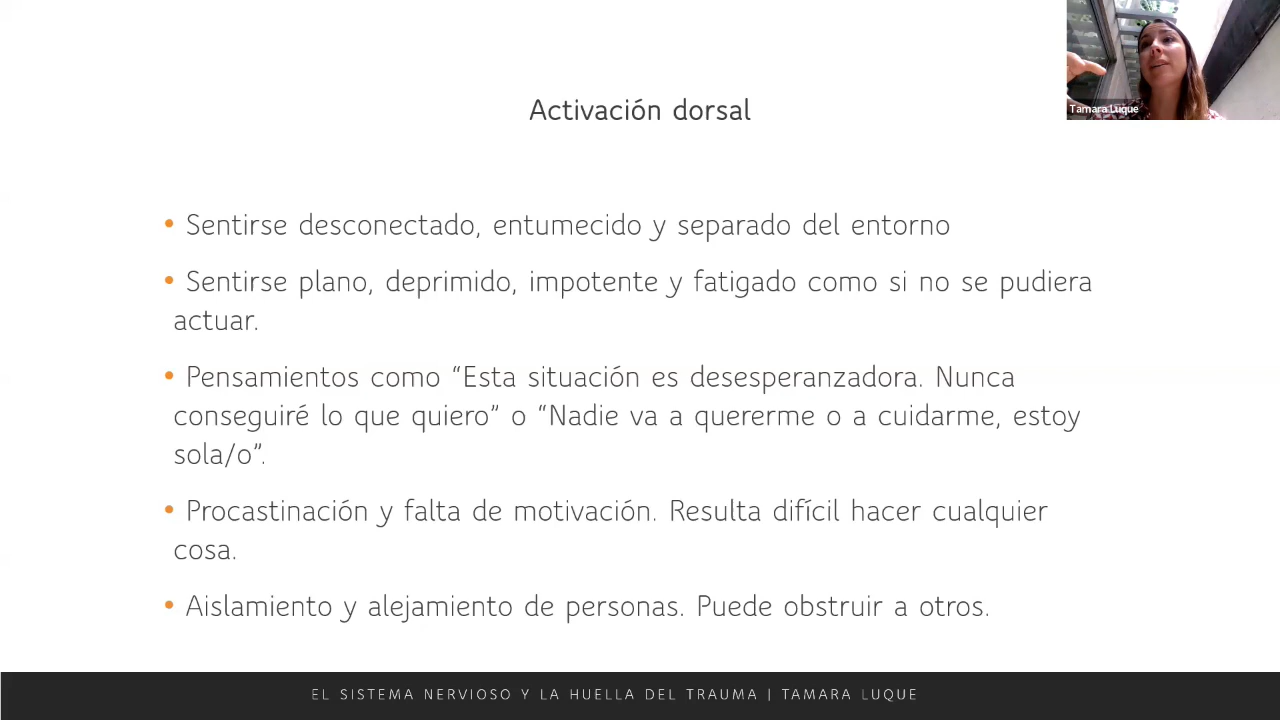 Tamara Luque
Activación dorsal
• Sentirse desconectado, entumecido y separado del entorno
• Sentirse plano, deprimido, impotente y fatigado como si no se pudiera
actuar.
• Pensamientos como “Esta situación es desesperanzadora. Nunca
conseguiré lo que quiero” o “Nadie va a quererme o a cuidarme, estoy
sola/o”.
• Procastinación y falta de motivación. Resulta difícil hacer cualquier
cosa.
• Aislamiento y alejamiento de personas. Puede obstruir a otros.
EL SISTEMA NERVIOSO Y LA HUELLA DEL TRAUMA | TAMARA LUQUE